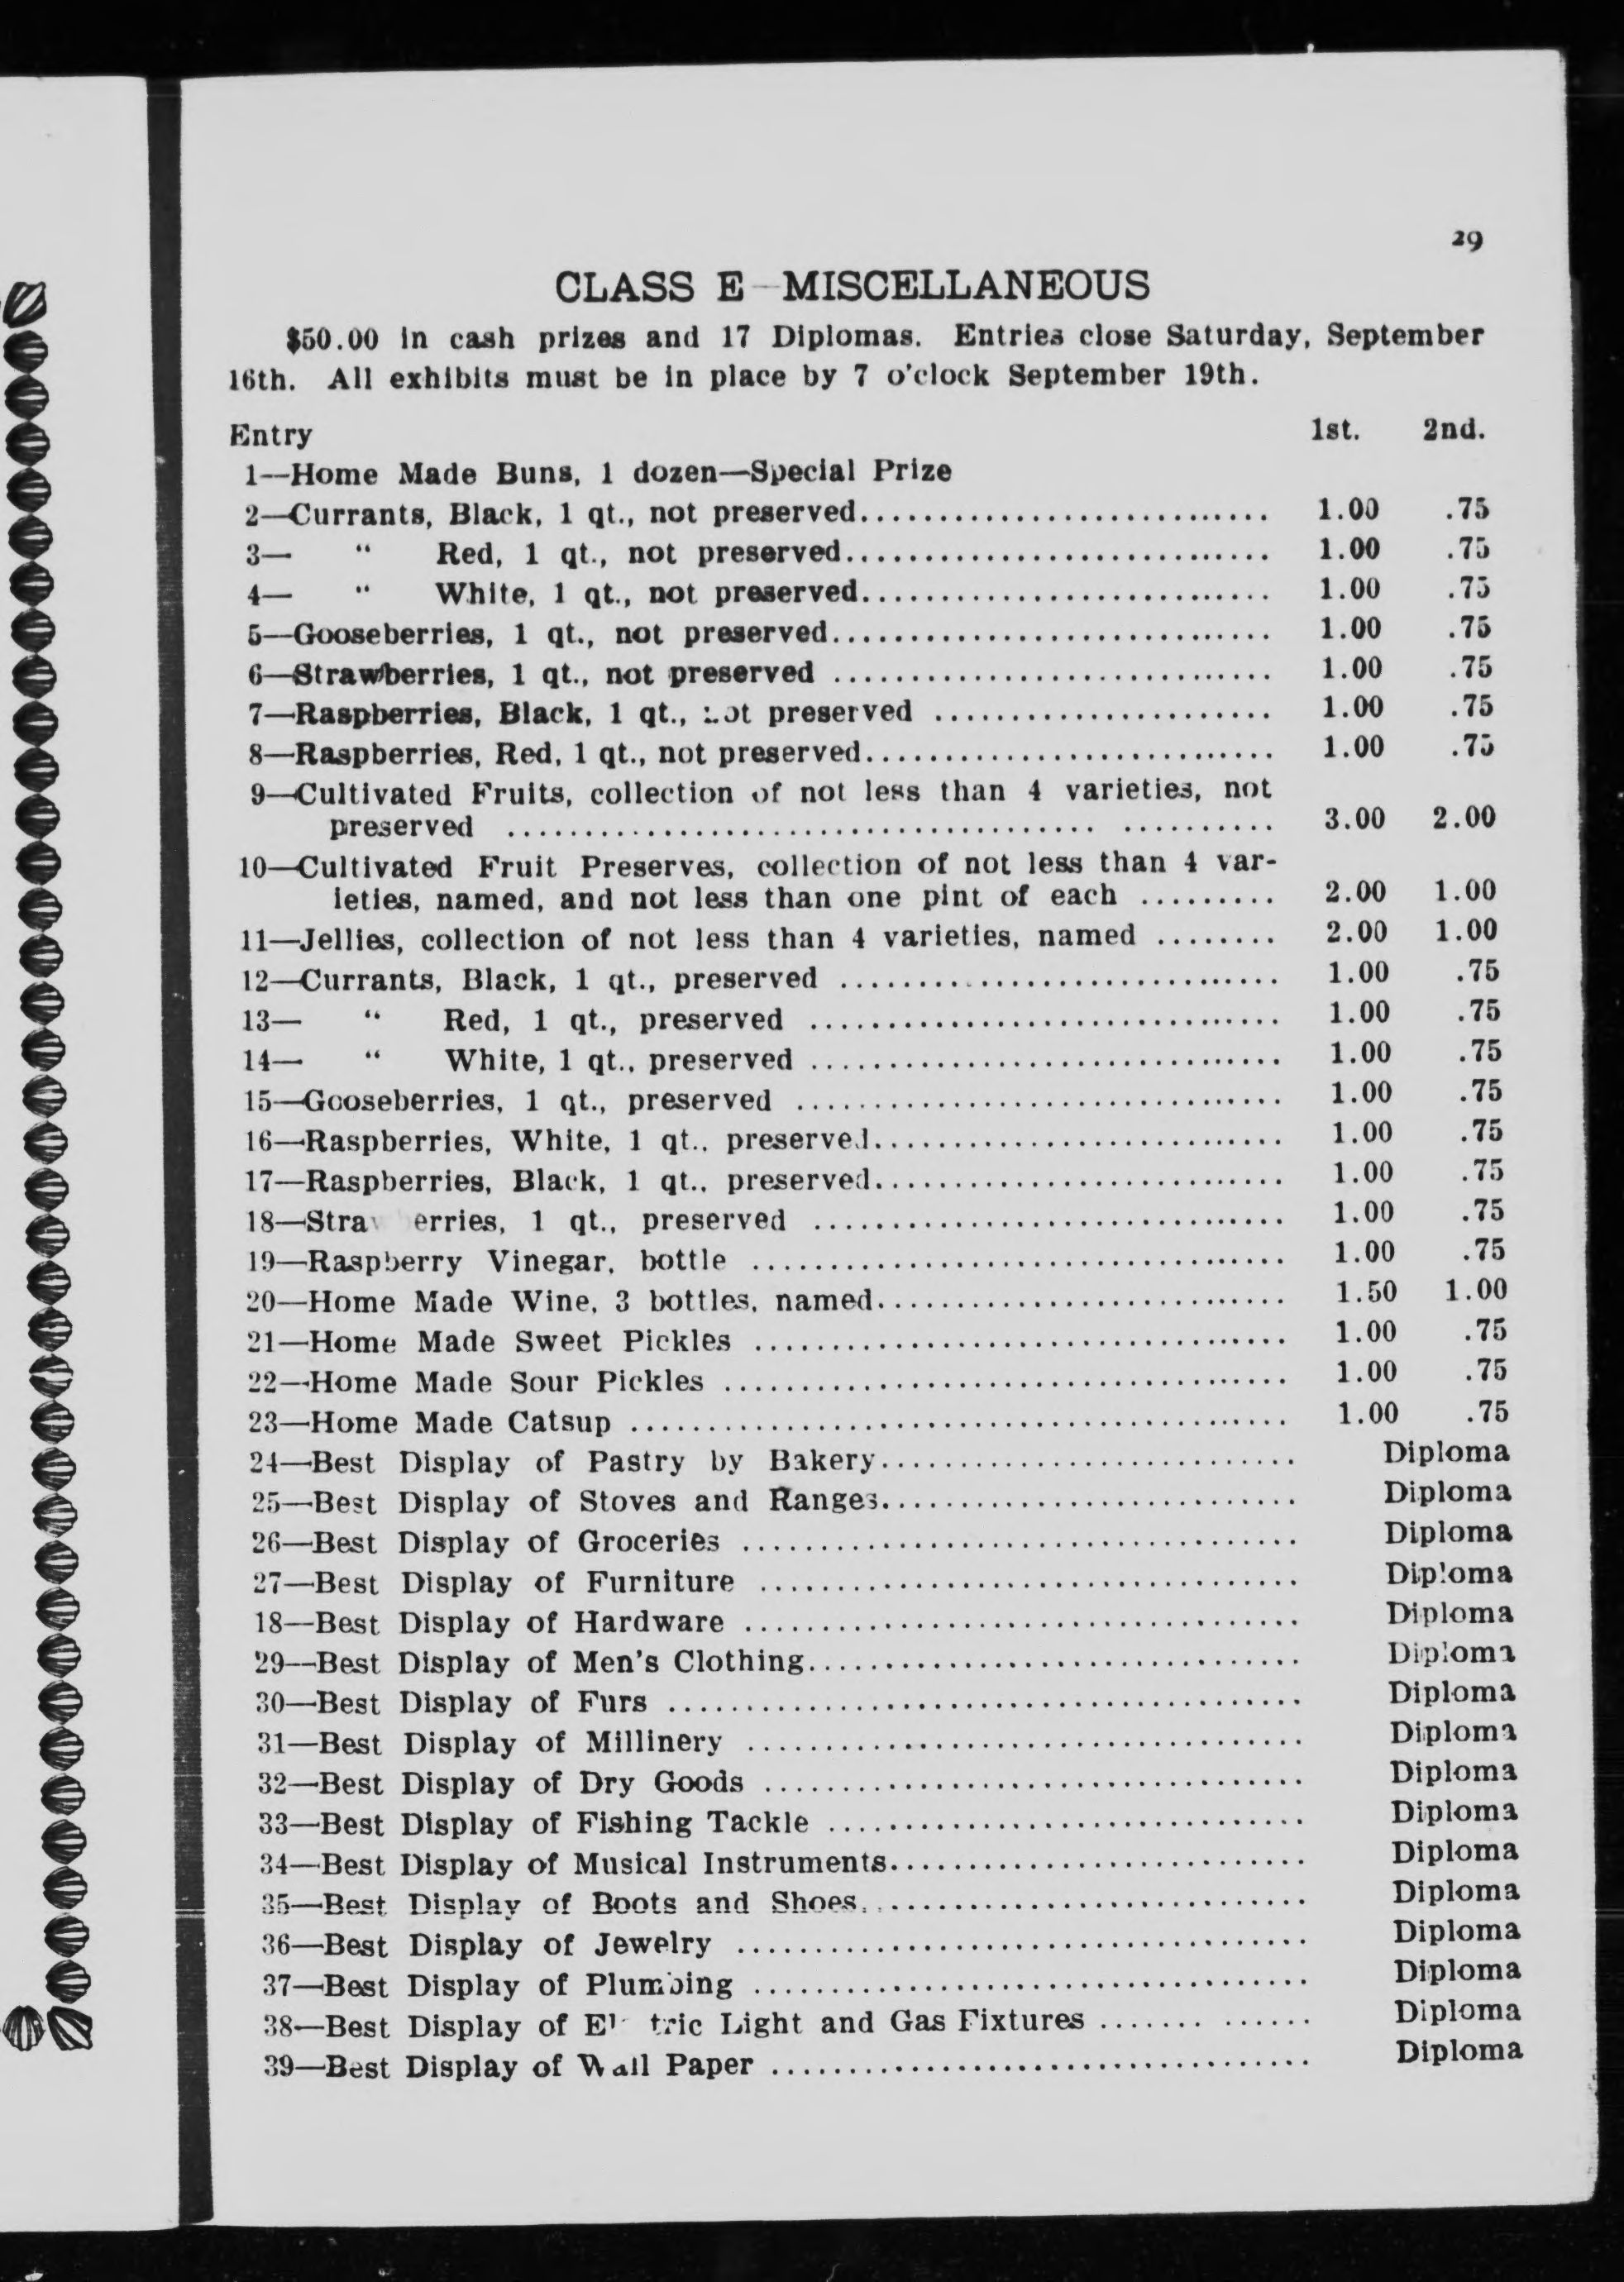 29
CLASS E—MISCELLANEOUS
$50.00 in cash prizes and 17 Diplomas. Entries close Saturday, September
16th. All exhibits must be in place by 7 o'clock September 19th.
Entry 1st. 2nd.
1—Home Made Buns, 1 dozen—Special Prize
2—Currants, Black, 1 qt., not preserved........................... 1.00 .75
3— " Red, 1 qt., not preserved........................... 1.00 .75
4— " White, 1 qt., not preserved........................... 1.00 .75
5—Gooseberries, 1 qt., not preserved........................... 1.00 .75
6—Strawberries, 1 qt., not preserved ........................... 1.00 .75
7—Raspberries, Black, 1 qt., not preserved ...................... 1.00 .75
8—Raspberries, Red, 1 qt., not preserved........................... 1.00 .75
9—Cultivated Fruits, collection of not less than 4 varieties, not
preserved ...................................... .......... 3.00 2.00
10—Cultivated Fruit Preserves, collection of not less than 4 var-
ieties, named, and not less than one pint of each ......... 2.00 1.00
11—Jellies, collection of not less than 4 varieties, named ........ 2.00 1.00
12—Currants, Black, 1 qt., preserved ............................ 1.00 .75
13— " Red, 1 qt., preserved .............................. 1.00 .75
14— " White, 1 qt., preserved .............................. 1.00 .75
15—Gooseberries, 1 qt., preserved ............................... 1.00 .75
16—Raspberries, White, 1 qt., preserved.......................... 1.00 .75
17—Raspberries, Black, 1 qt., preserved.......................... 1.00 .75
18—Strawberries, 1 qt., preserved .............................. 1.00 .75
19—Raspberry Vinegar, bottle .................................. 1.00 .75
20—Home Made Wine, 3 bottles, named.......................... 1.50 1.00
21—Home Made Sweet Pickles .................................. 1.00 .75
22—Home Made Sour Pickles .................................... 1.00 .75
23—Home Made Catsup .......................................... 1.00 .75
24—Best Display of Pastry by Bakery........................... Diploma
25—Best Display of Stoves and Ranges........................... Diploma
26—Best Display of Groceries .................................... Diploma
27—Best Display of Furniture ................................... Diploma
18—Best Display of Hardware .................................... Diploma
29—Best Display of Men's Clothing................................ Diploma
30—Best Display of Furs ......................................... Diploma
31—Best Display of Millinery .................................... Diploma
32—Best Display of Dry Goods ................................... Diploma
33—Best Display of Fishing Tackle ............................... Diploma
34—Best Display of Musical Instruments........................... Diploma
35—Best Display of Boots and Shoes............................. Diploma
36—Best Display of Jewelry ..................................... Diploma
37—Best Display of Plumbing .................................... Diploma
38—Best Display of Electric Light and Gas Fixtures ....... ...... Diploma
39—Best Display of Wall Paper ................................... Diploma